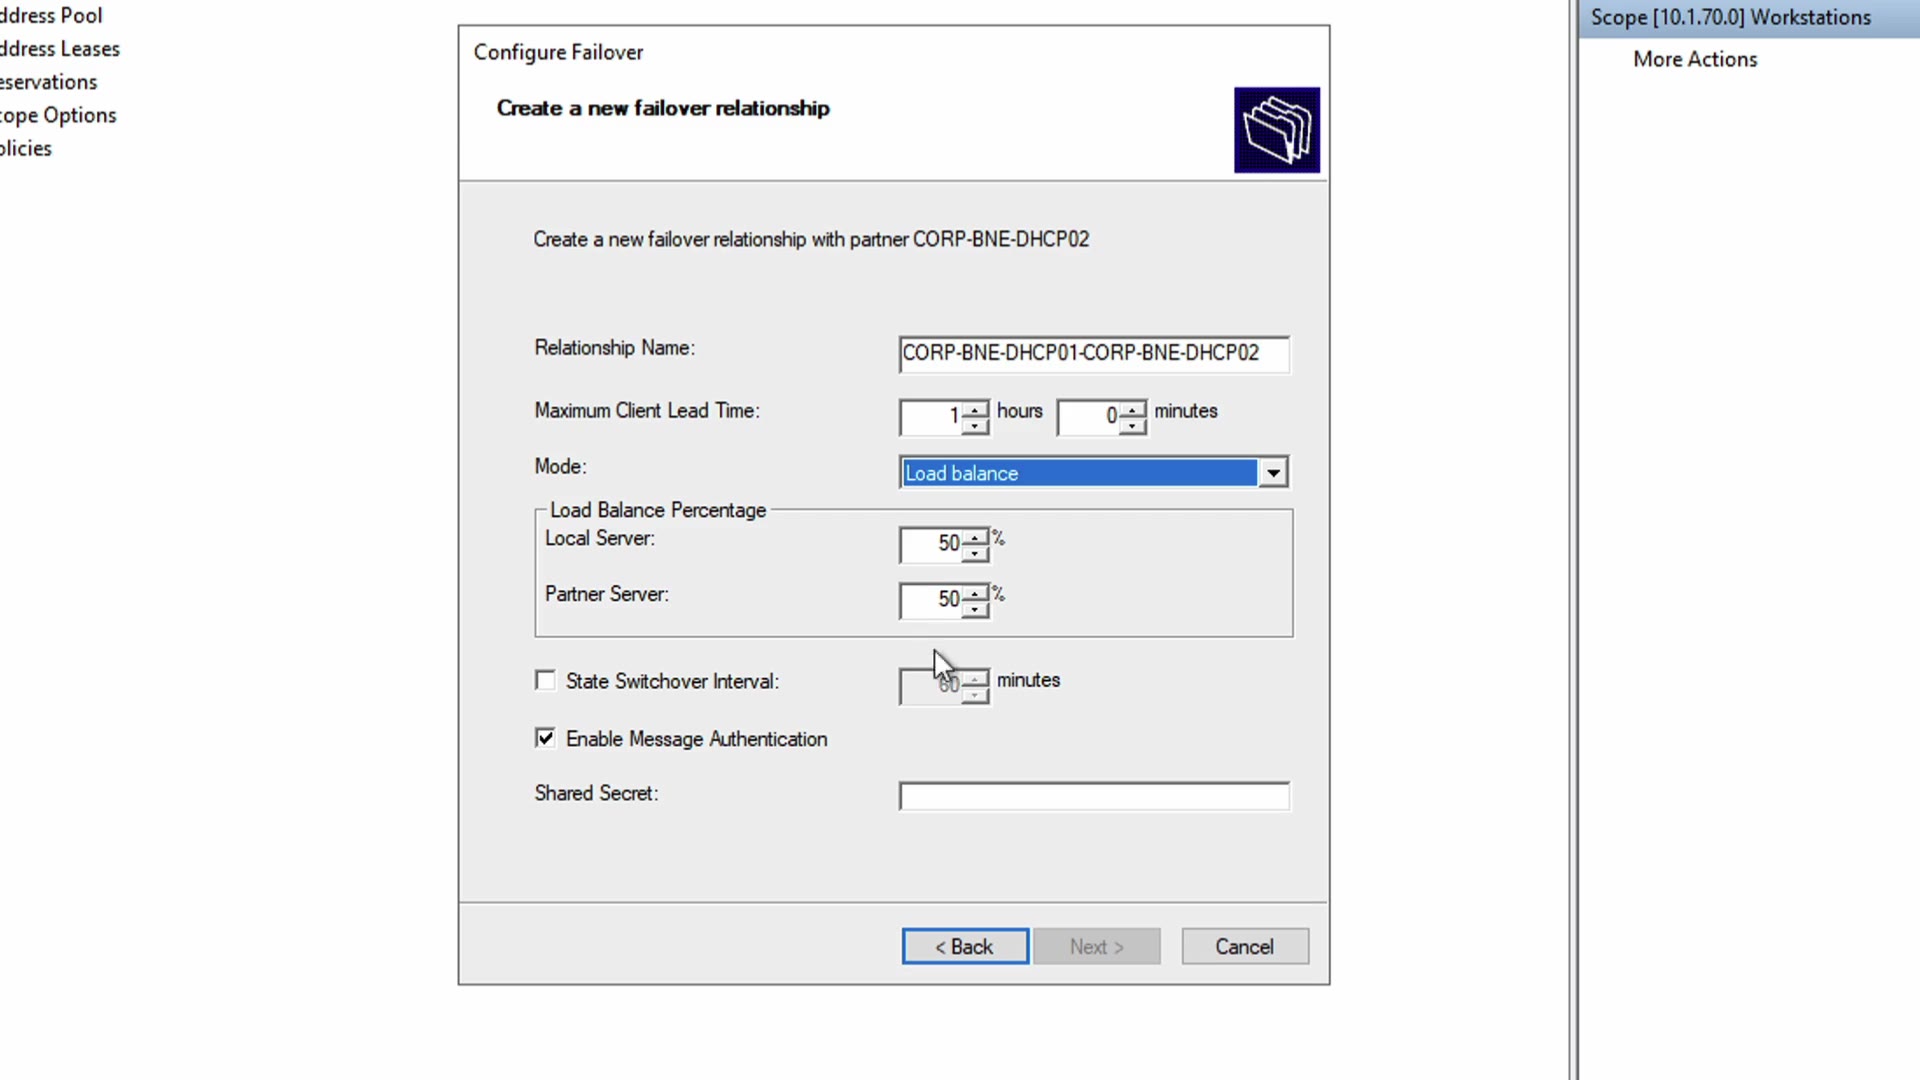 ddress Pool
ddress Leases
eservations
cope Options
olicies
Configure Failover
Create a new failover relationship
Create a new failover relationship with partner CORP-BNE-DHCP02
Relationship Name: CORP-BNE-DHCP01-CORP-BNE-DHCP02
Maximum Client Lead Time: 1 hours 0 minutes
Mode: Load balance
Load Balance Percentage
Local Server: 50 %
Partner Server: 50 %
State Switchover Interval: 60 minutes
Enable Message Authentication
Shared Secret:
< Back Next > Cancel
Scope [10.1.70.0] Workstations
More Actions